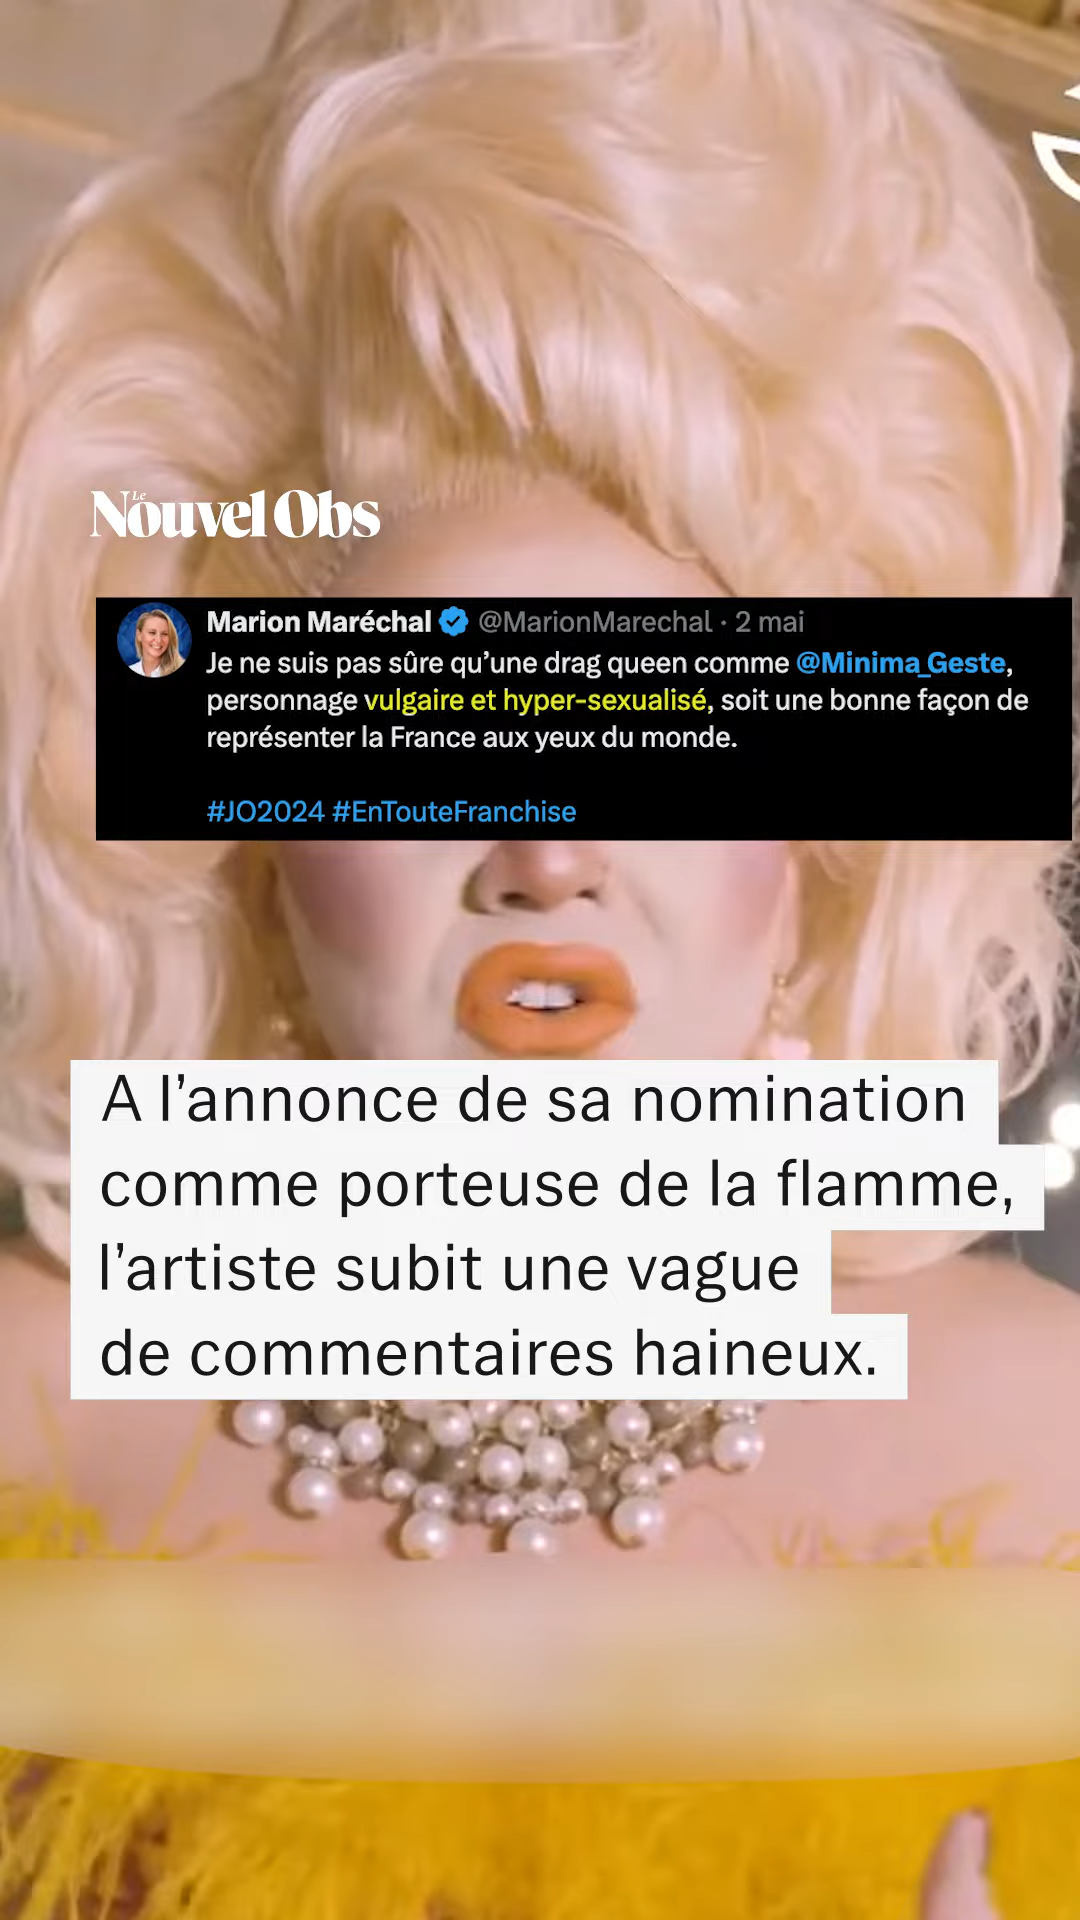 Le Nouvel Obs
Marion Maréchal @MarionMarechal · 2 mai
Je ne suis pas sûre qu’une drag queen comme @Minima_Geste,
personnage vulgaire et hyper-sexualisé, soit une bonne façon de
représenter la France aux yeux du monde.
#JO2024 #EnTouteFranchise
A l’annonce de sa nomination
comme porteuse de la flamme,
l’artiste subit une vague
de commentaires haineux.